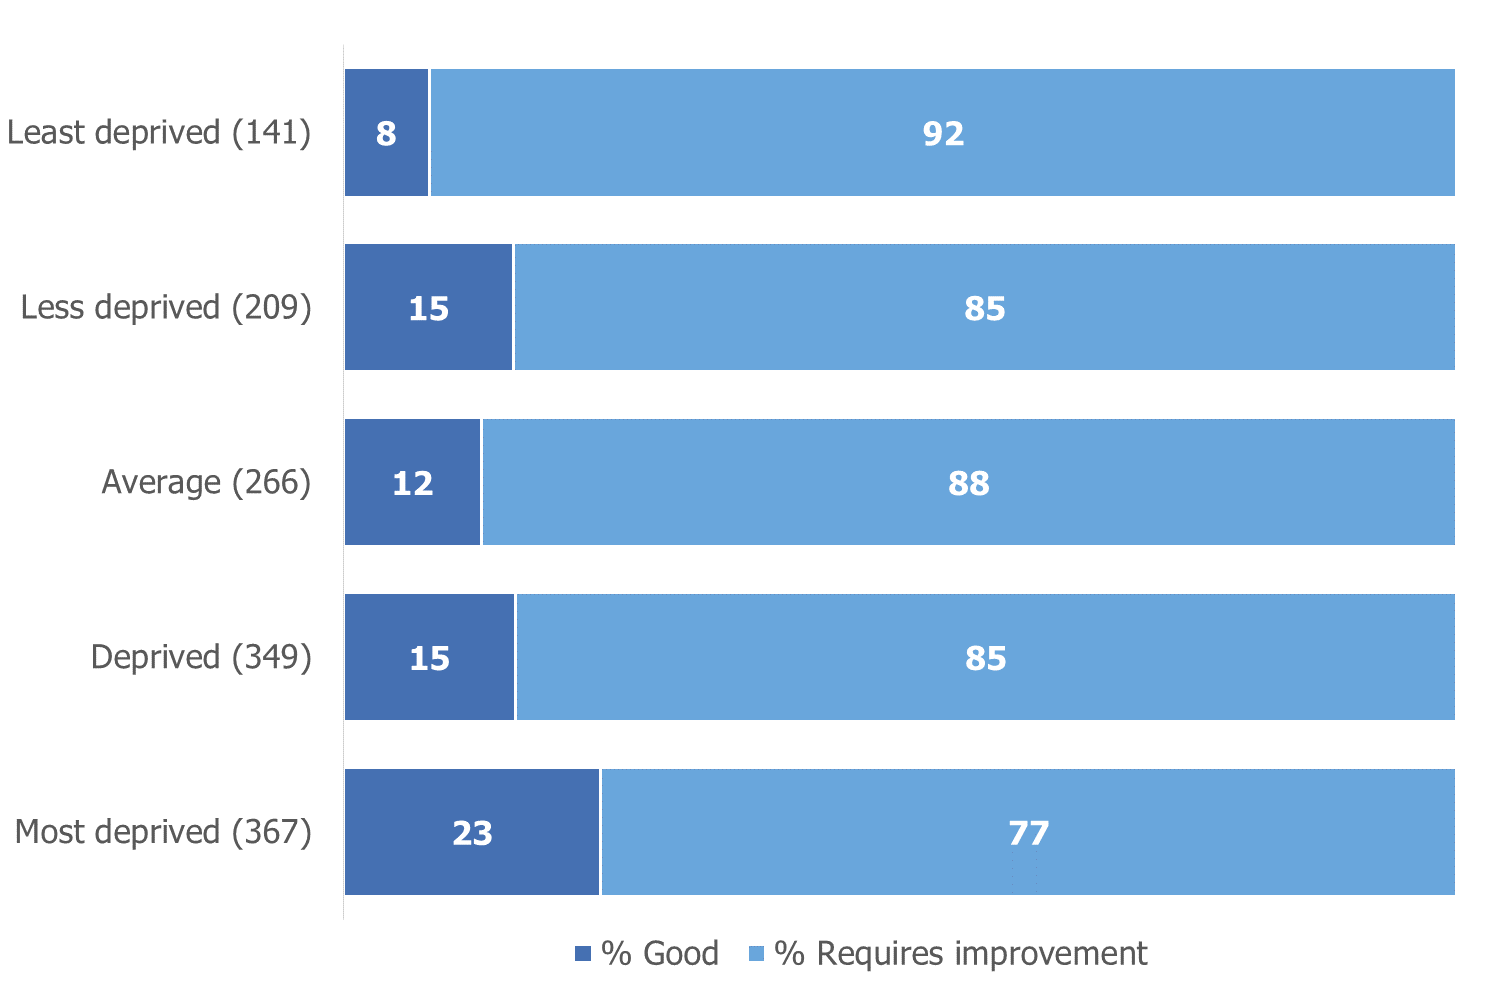 Least deprived (141) 8 92
Less deprived (209) 15 85
Average (266) 12 88
Deprived (349) 15 85
Most deprived (367) 23 77
% Good % Requires improvement